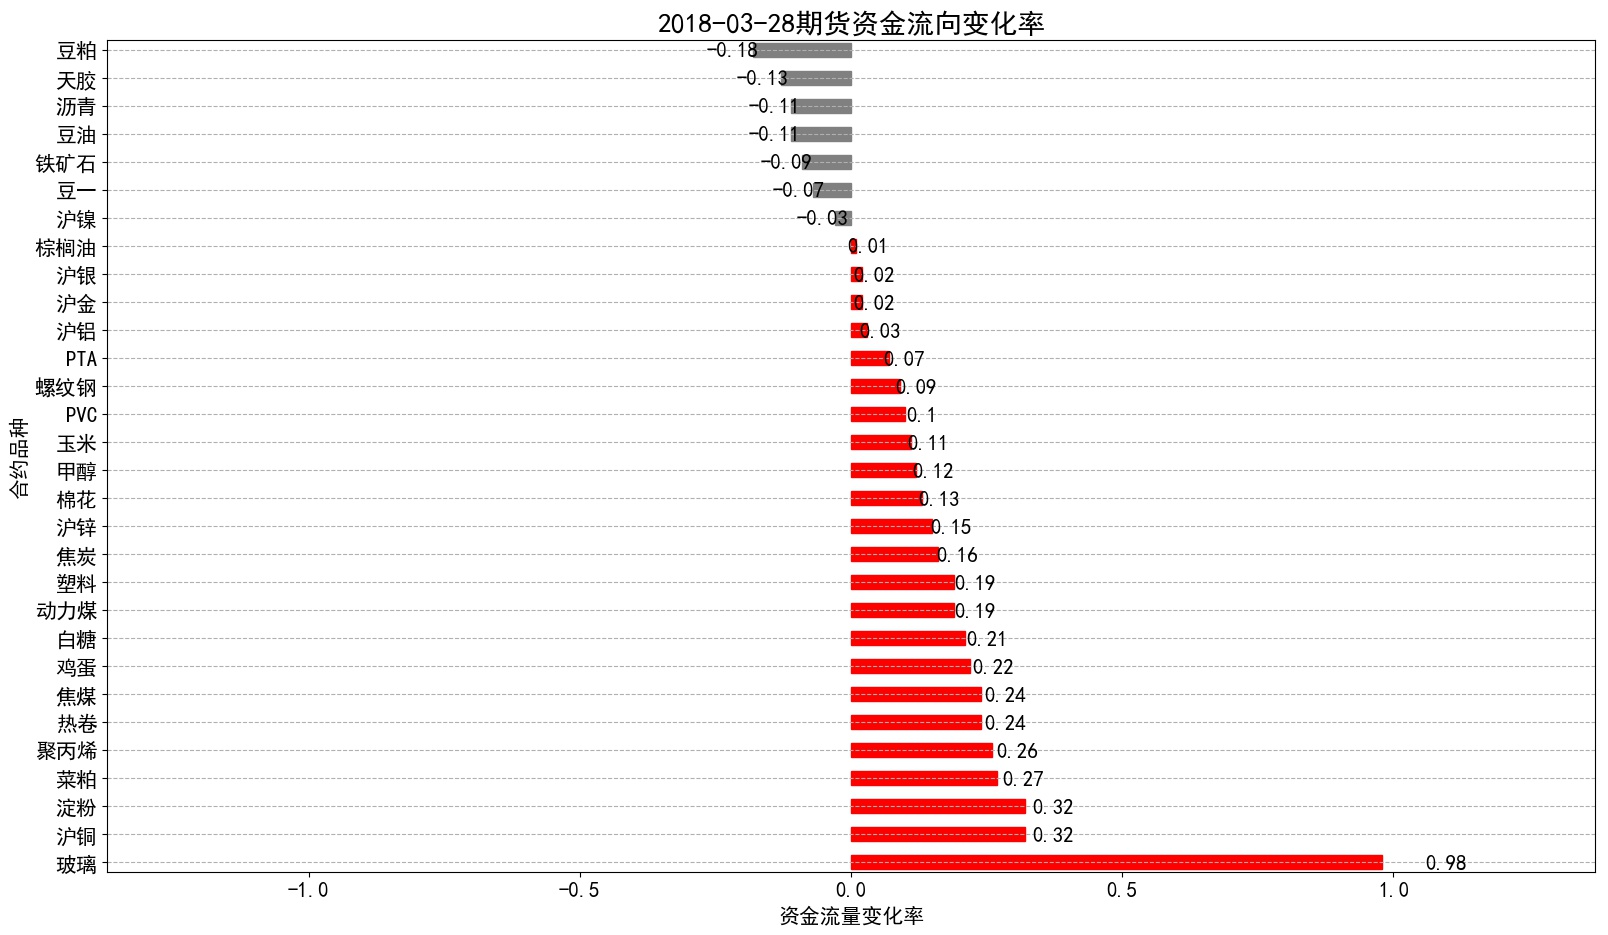 2018-03-28期货资金流向变化率
豆粕 -0.18
天胶 -0.13
沥青 -0.11
豆油 -0.11
铁矿石 -0.09
豆一 -0.07
沪镍 -0.03
棕榈油 0.01
沪银 0.02
沪金 0.02
沪铝 0.03
PTA 0.07
螺纹钢 0.09
PVC 0.1
玉米 0.11
甲醇 0.12
棉花 0.13
沪锌 0.15
焦炭 0.16
塑料 0.19
动力煤 0.19
白糖 0.21
鸡蛋 0.22
焦煤 0.24
热卷 0.24
聚丙烯 0.26
菜粕 0.27
淀粉 0.32
沪铜 0.32
玻璃 0.98
合约品种
-1.0 -0.5 0.0 0.5 1.0
资金流量变化率